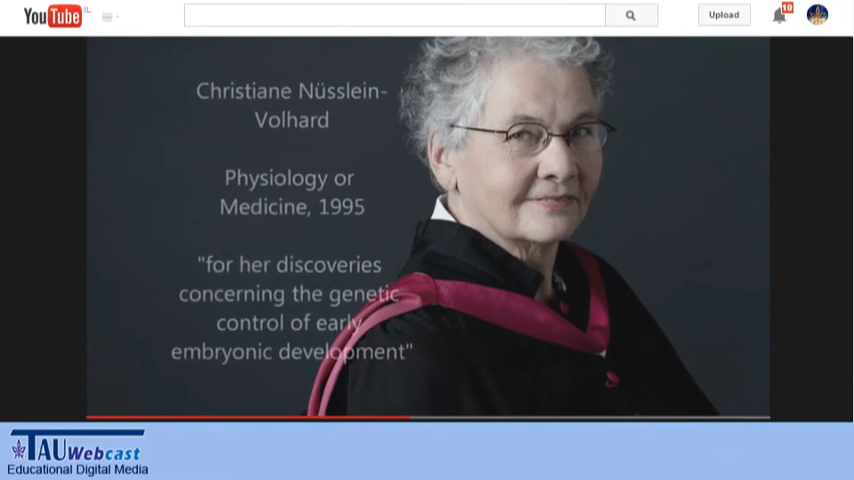 YouTube IL
Upload
10
Christiane Nüsslein-
Volhard
Physiology or
Medicine, 1995
"for her discoveries
concerning the genetic
control of early
embryonic development"
TAUWebcast
Educational Digital Media